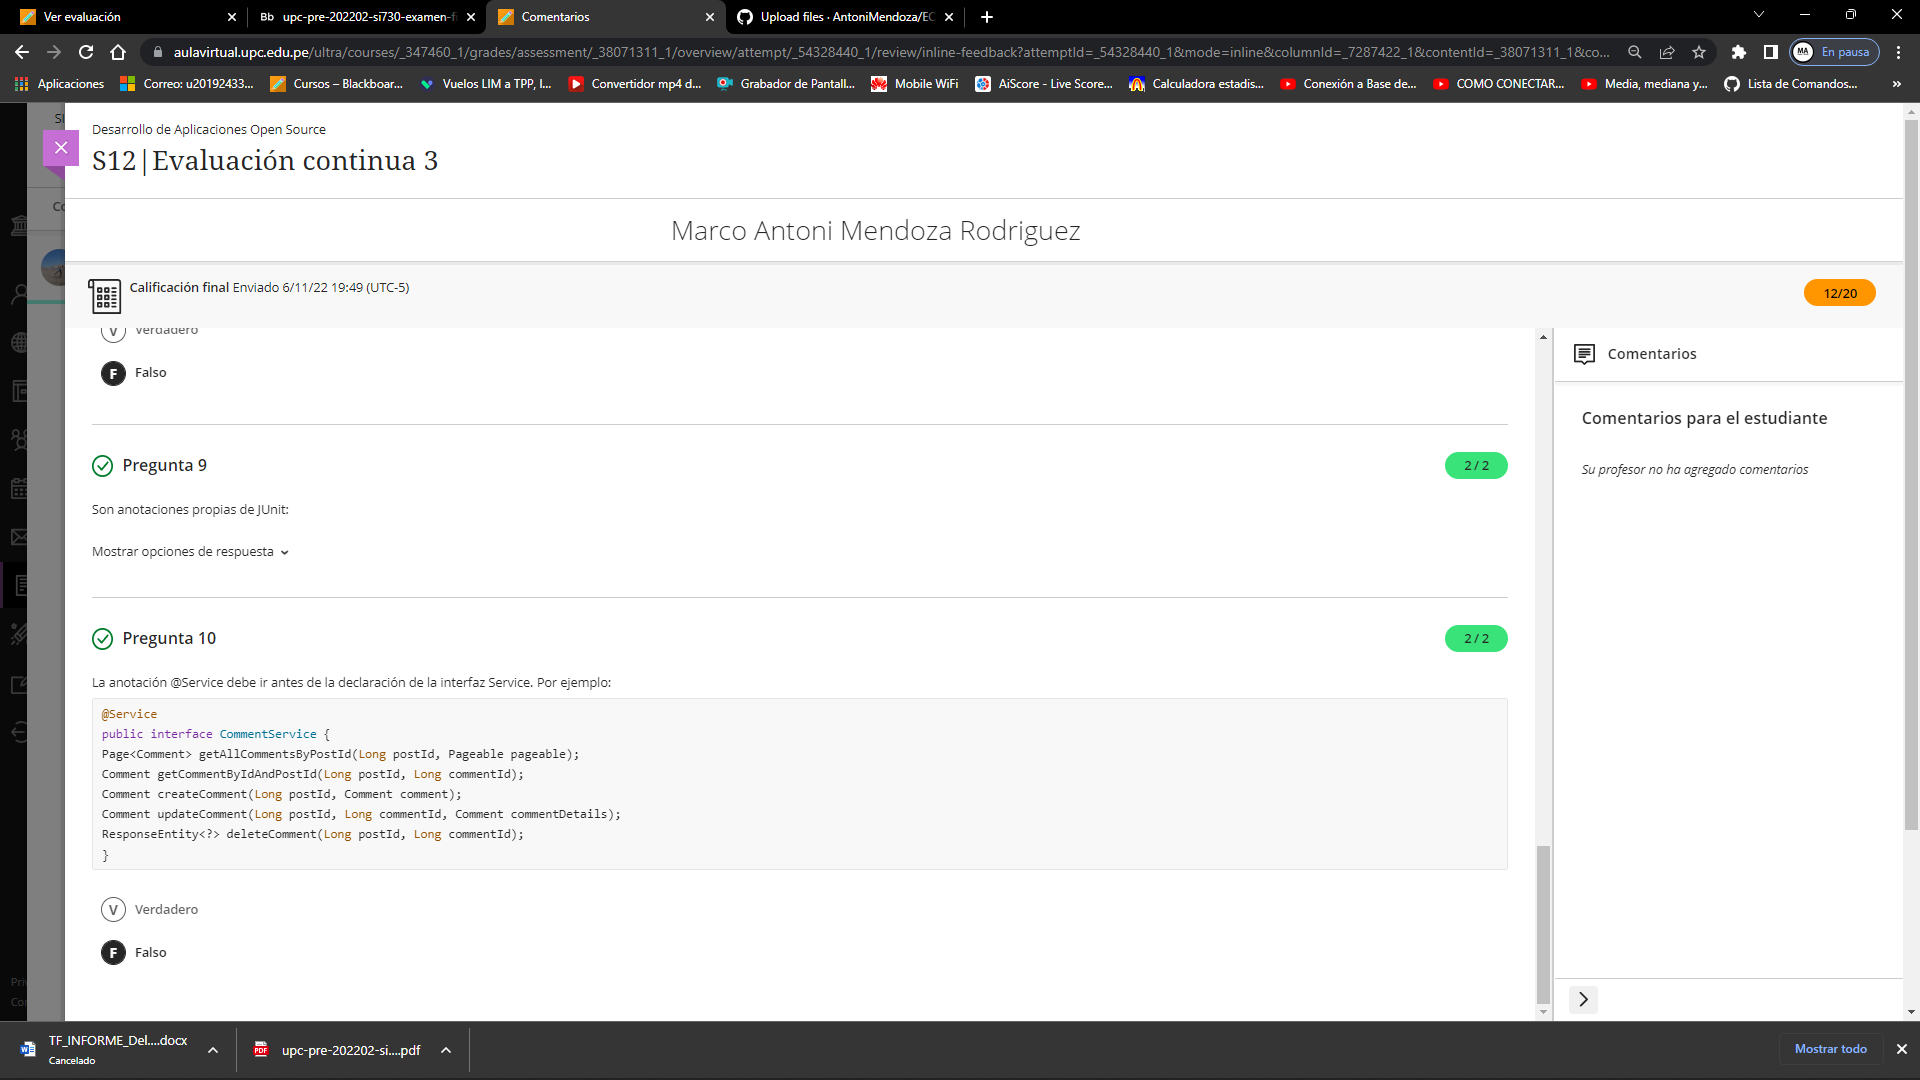 Ver evaluación
upc-pre-202202-si730-examen-fi
Comentarios
Upload files · AntoniMendoza/EC
aulavirtual.upc.edu.pe/ultra/courses/_347460_1/grades/assessment/_38071311_1/overview/attempt/_54328440_1/review/inline-feedback?attemptId=_54328440_1&mode=inline&columnId=_7287422_1&contentId=_38071311_1&co...
MA
En pausa
Aplicaciones
Correo: u20192433...
Cursos – Blackboar...
Vuelos LIM a TPP, l...
Convertidor mp4 d...
Grabador de Pantall...
Mobile WiFi
AiScore - Live Score...
Calculadora estadis...
Conexión a Base de...
COMO CONECTAR...
Media, mediana y...
Lista de Comandos...
»
Desarrollo de Aplicaciones Open Source
S12|Evaluación continua 3
Marco Antoni Mendoza Rodriguez
Calificación final Enviado 6/11/22 19:49 (UTC-5)
12/20
V Verdadero
F Falso
Comentarios
Comentarios para el estudiante
Su profesor no ha agregado comentarios
Pregunta 9
2 / 2
Son anotaciones propias de JUnit:
Mostrar opciones de respuesta
Pregunta 10
2 / 2
La anotación @Service debe ir antes de la declaración de la interfaz Service. Por ejemplo:
@Service
public interface CommentService {
Page<Comment> getAllCommentsByPostId(Long postId, Pageable pageable);
Comment getCommentByIdAndPostId(Long postId, Long commentId);
Comment createComment(Long postId, Comment comment);
Comment updateComment(Long postId, Long commentId, Comment commentDetails);
ResponseEntity<?> deleteComment(Long postId, Long commentId);
}
V Verdadero
F Falso
TF_INFORME_Del....docx
Cancelado
upc-pre-202202-si....pdf
Mostrar todo